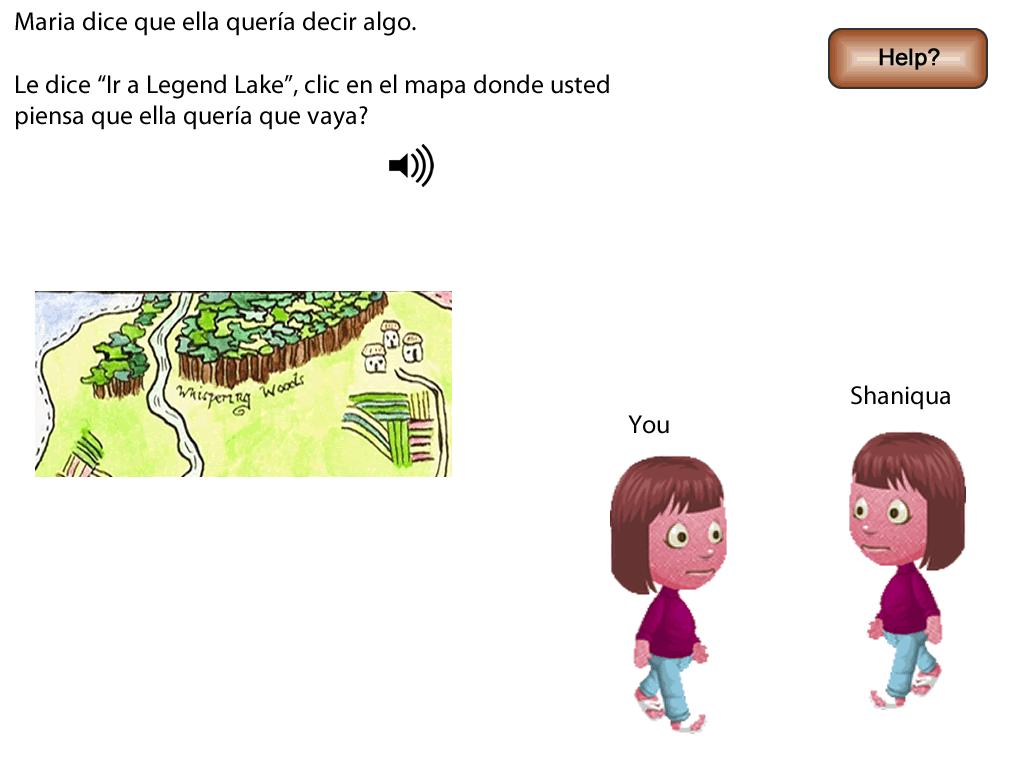 Maria dice que ella quería decir algo.
Help?
Le dice “Ir a Legend Lake”, clic en el mapa donde usted
piensa que ella quería que vaya?
Whispering Woods
Shaniqua
You